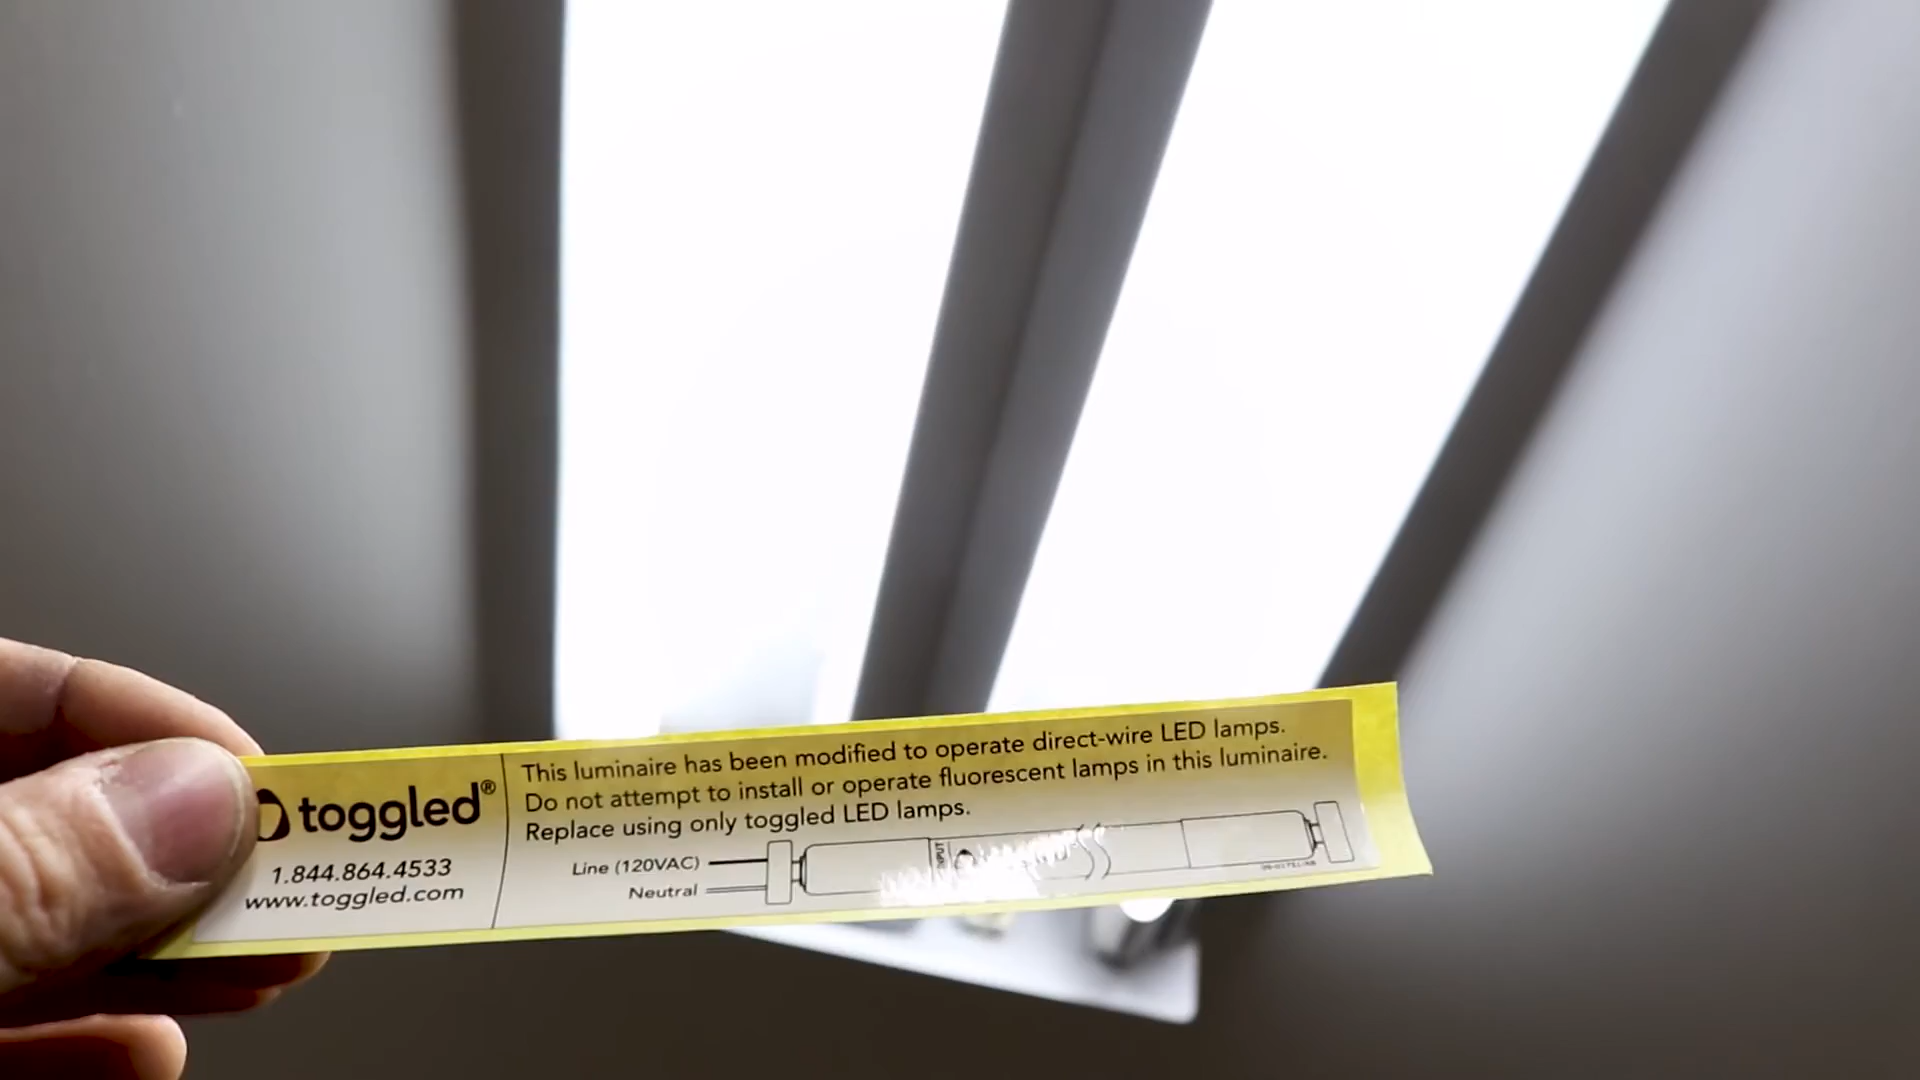 toggled®
1.844.864.4533
www.toggled.com
This luminaire has been modified to operate direct-wire LED lamps.
Do not attempt to install or operate fluorescent lamps in this luminaire.
Replace using only toggled LED lamps.
Line (120VAC)
Neutral
INPUT